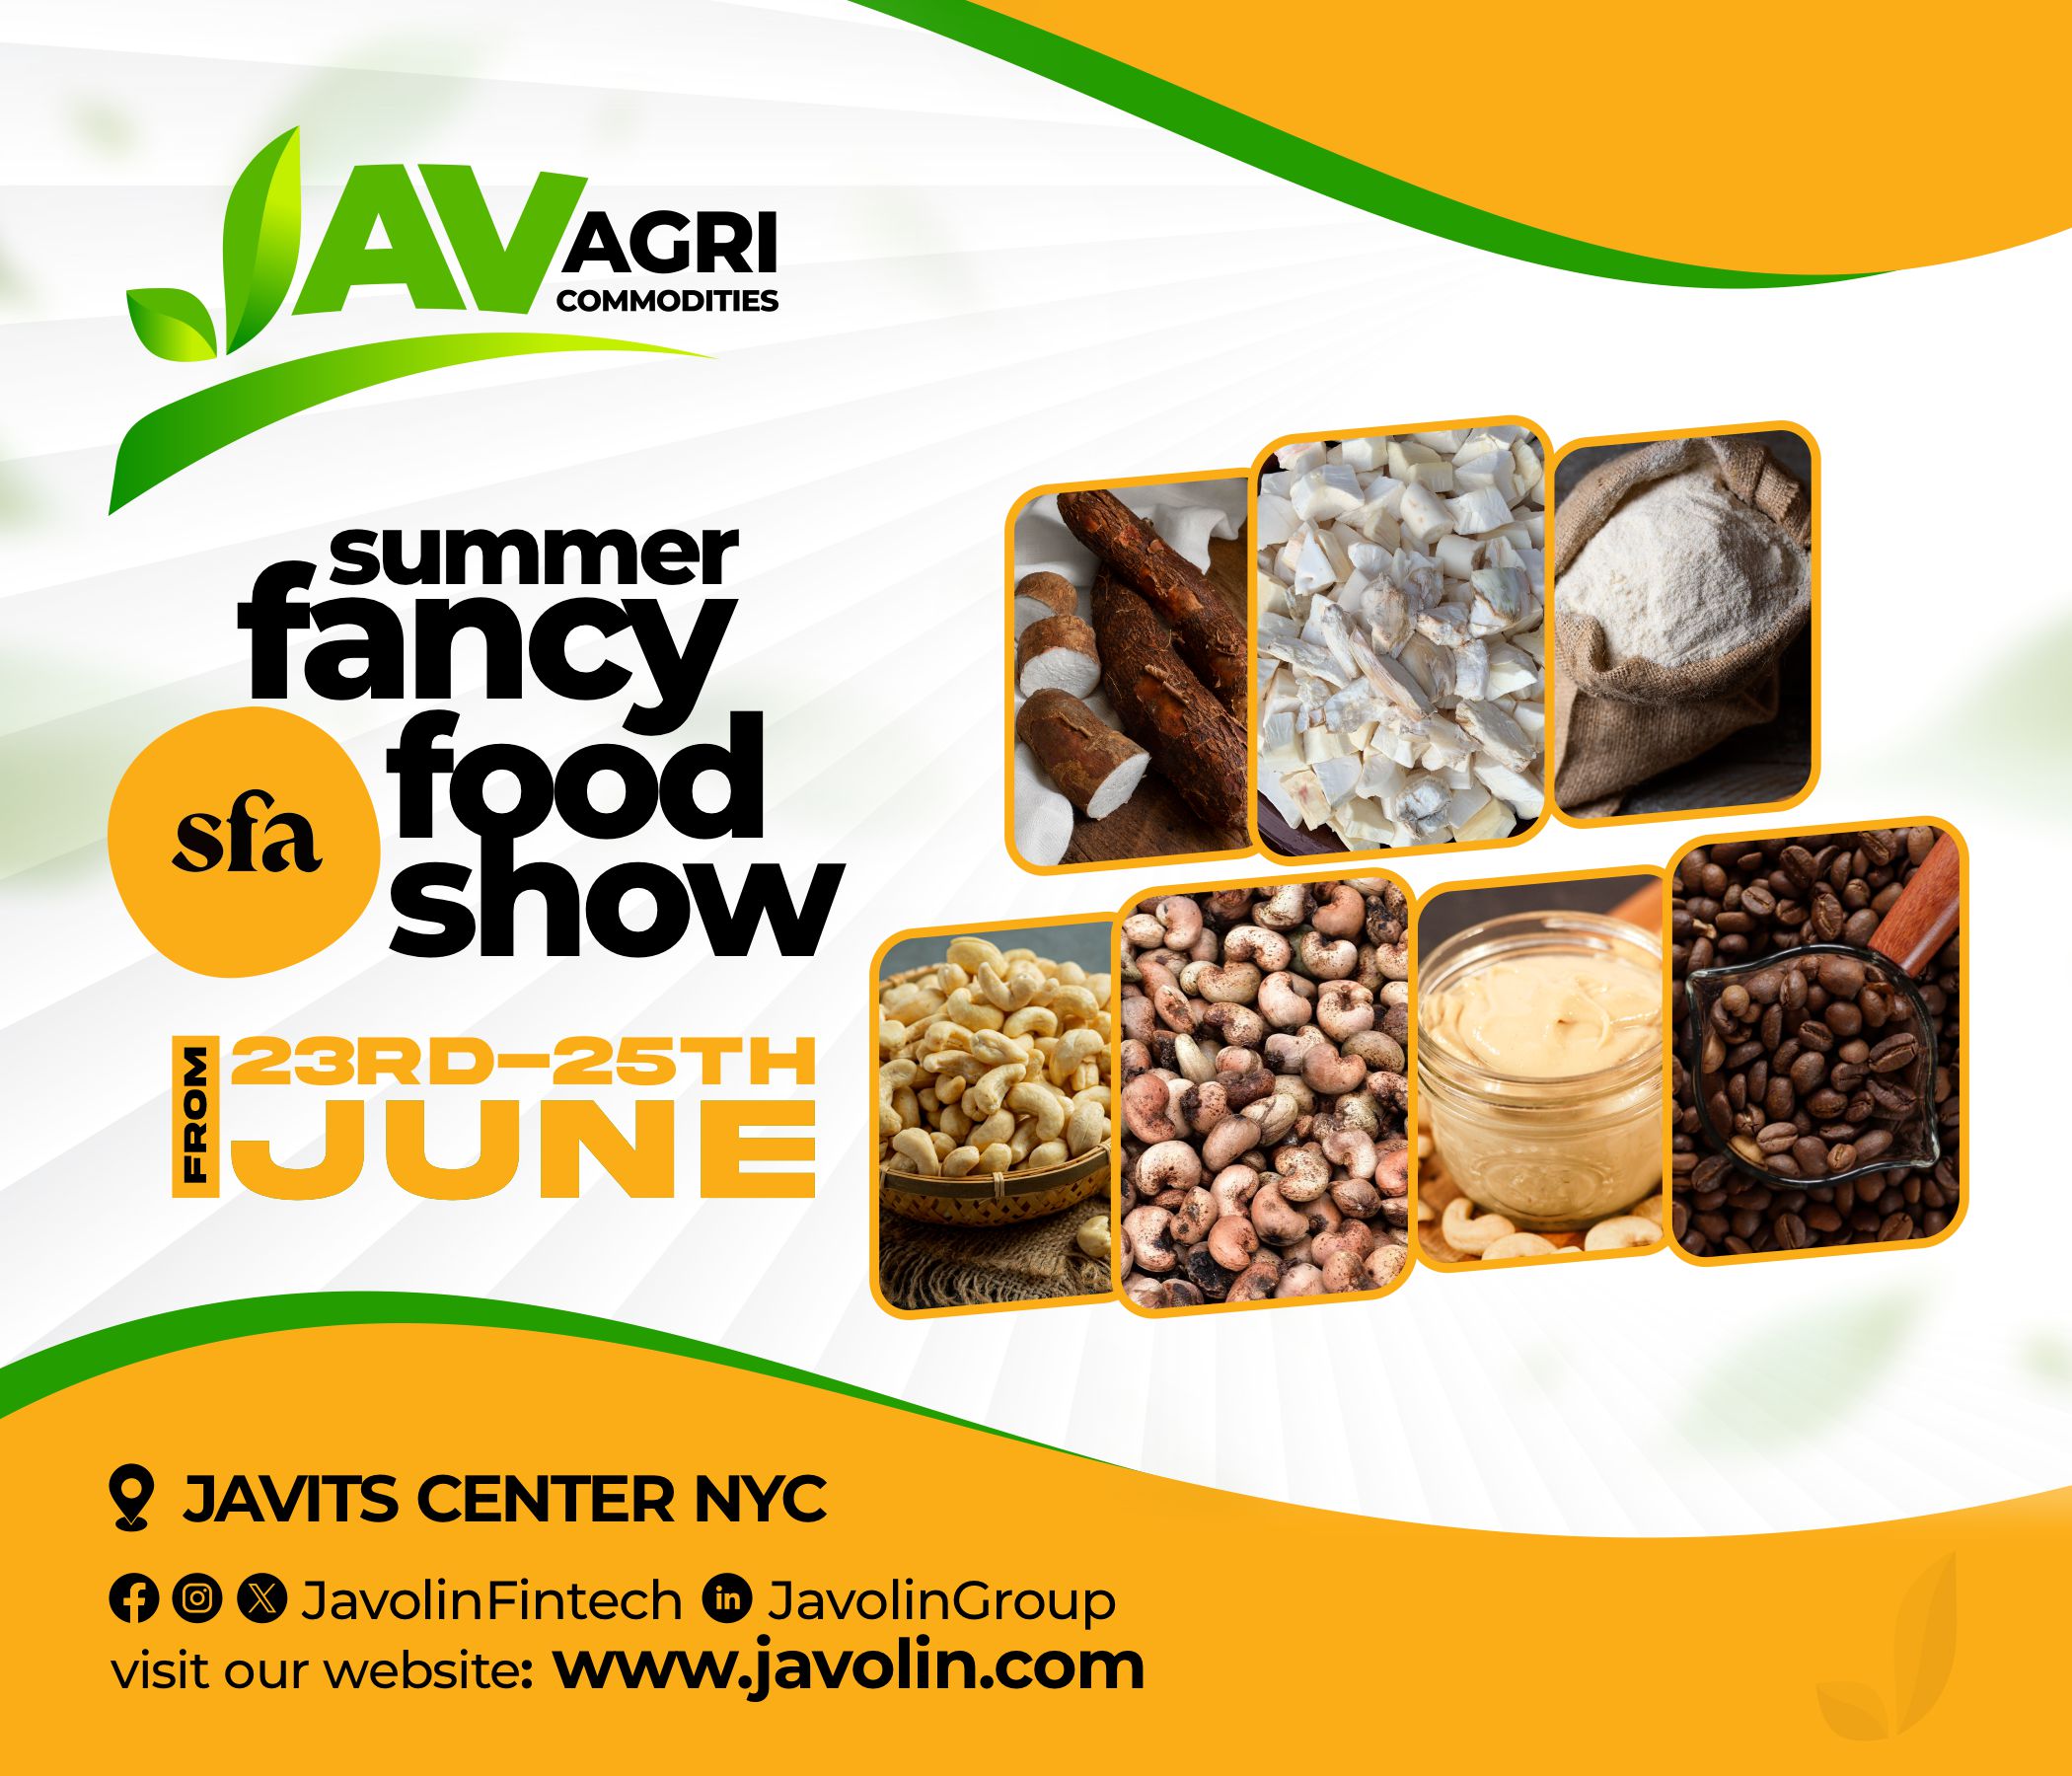 JAV AGRI
COMMODITIES
summer
fancy
food
show
sfa
FROM
23RD–25TH
JUNE
JAVITS CENTER NYC
JavolinFintech JavolinGroup
visit our website: www.javolin.com